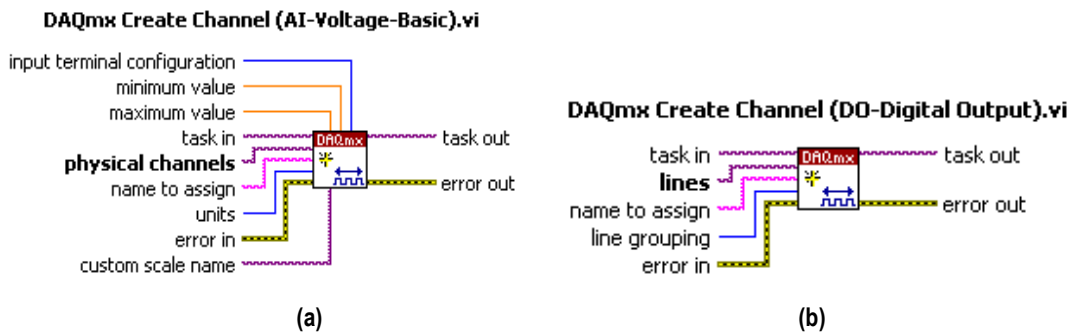 DAQmx Create Channel (AI-Voltage-Basic).vi
input terminal configuration
minimum value
maximum value
task in
physical channels
name to assign
units
error in
custom scale name
DAQmx
task out
error out
(a)
DAQmx Create Channel (DO-Digital Output).vi
task in
lines
name to assign
line grouping
error in
DAQmx
task out
error out
(b)